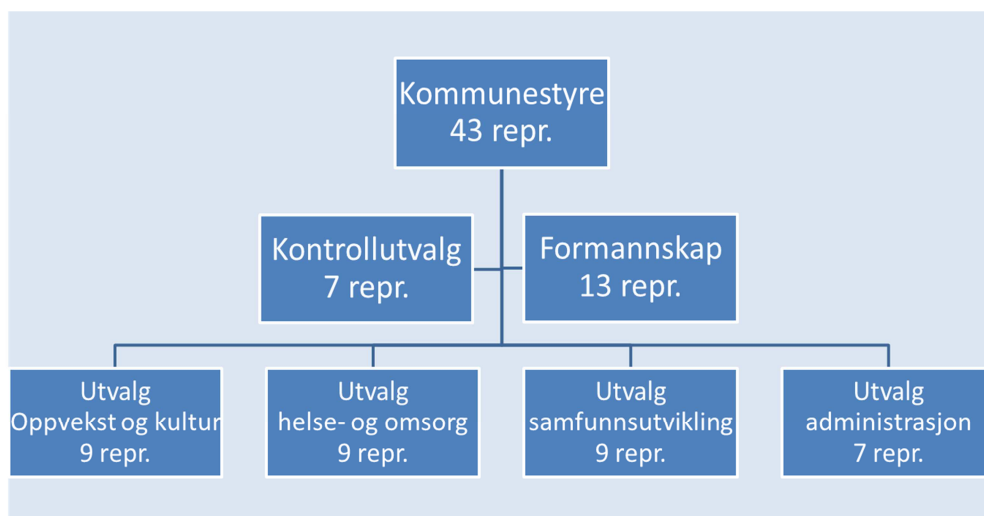 Kommunestyre
43 repr.
Kontrollutvalg
7 repr.
Formannskap
13 repr.
Utvalg
Oppvekst og kultur
9 repr.
Utvalg
helse- og omsorg
9 repr.
Utvalg
samfunnsutvikling
9 repr.
Utvalg
administrasjon
7 repr.